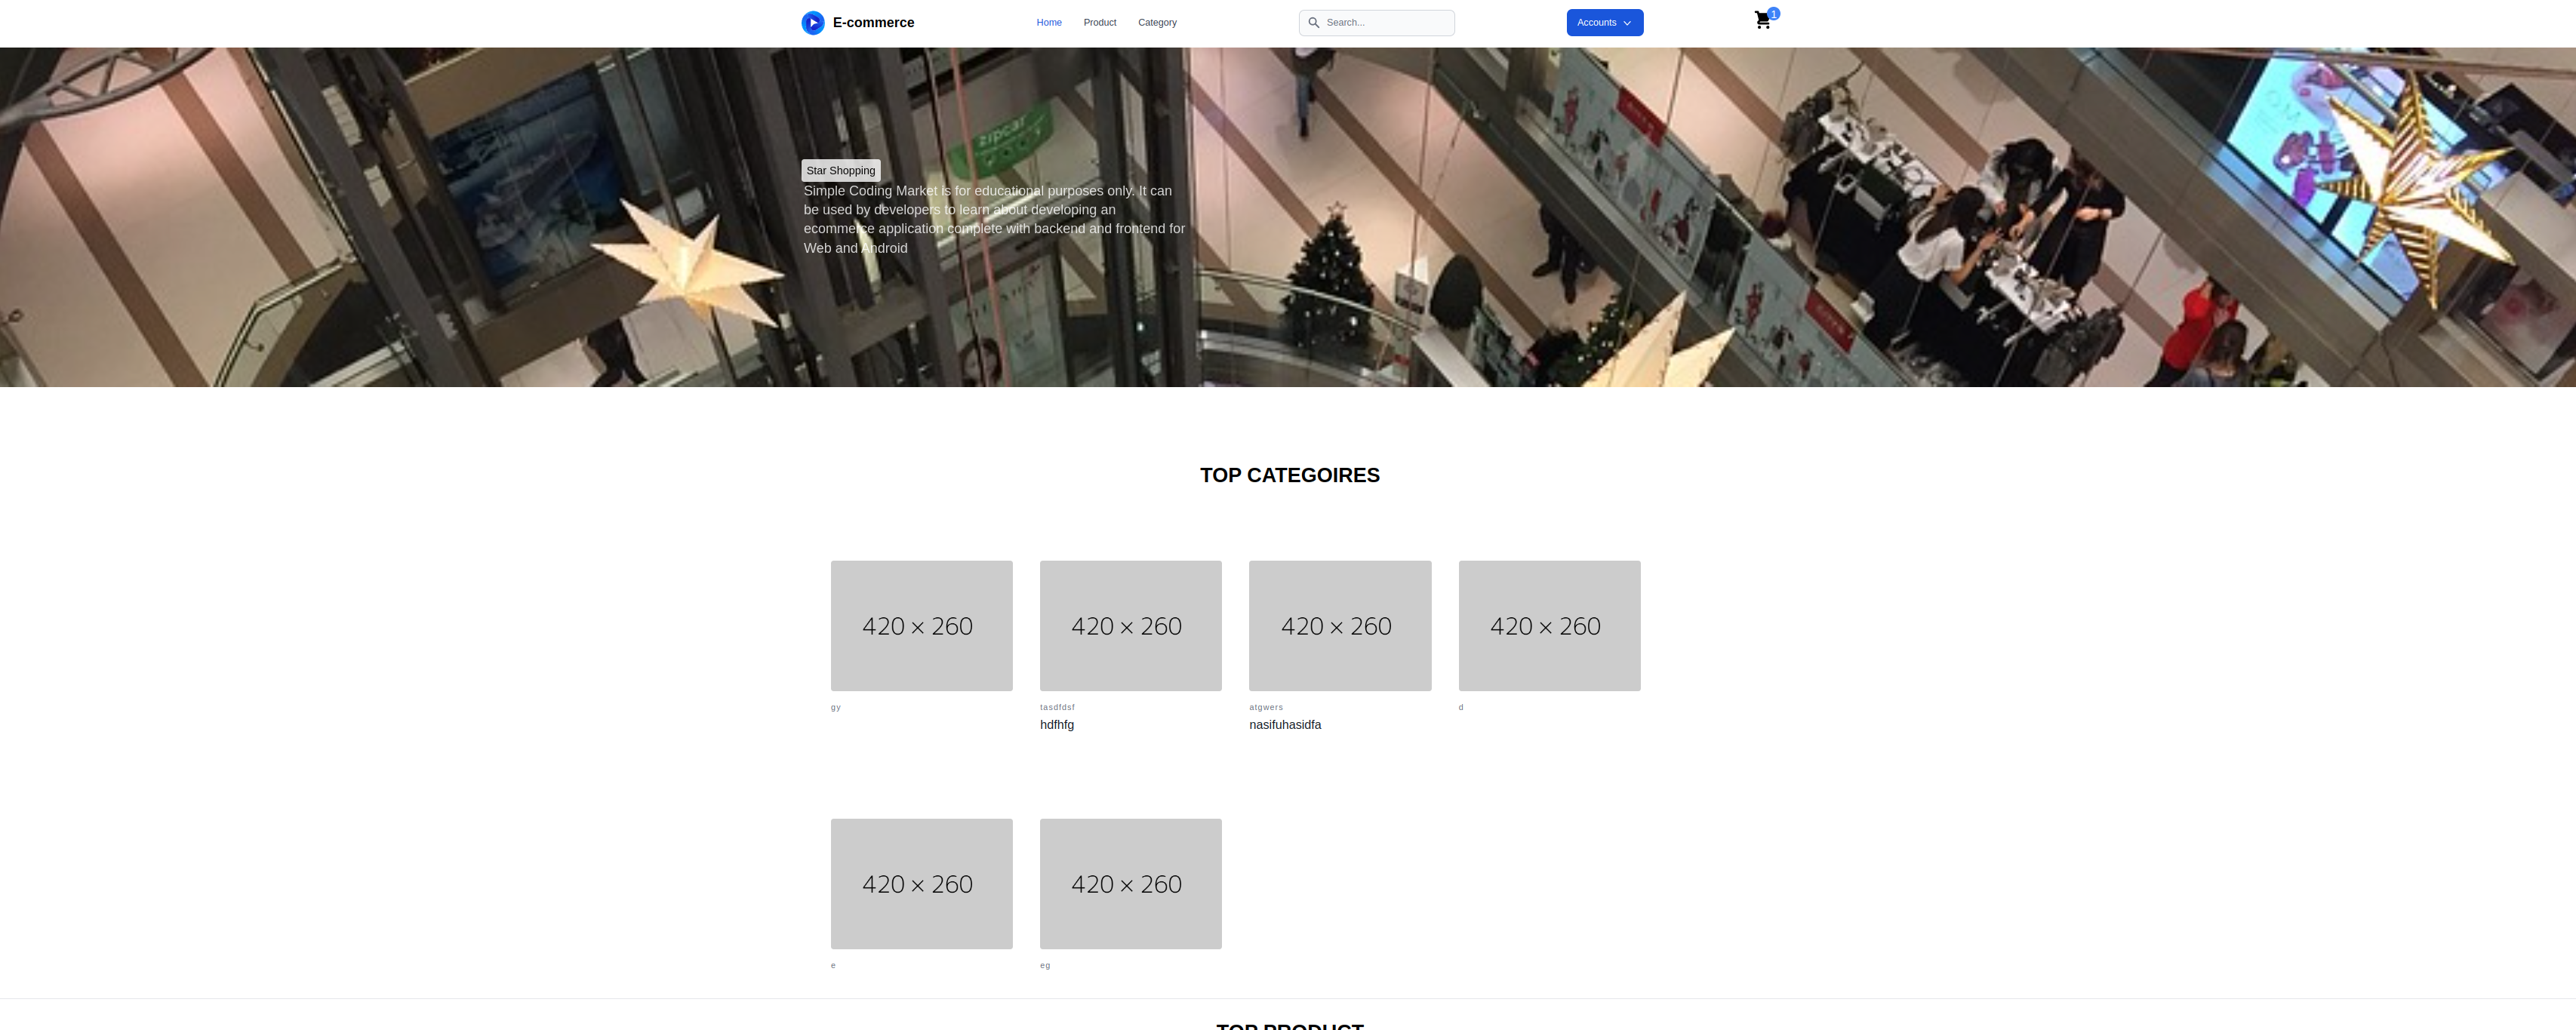 E-commerce
Home Product Category
Search...
Accounts
1
zipcar
Star Shopping
Simple Coding Market is for educational purposes only. It can
be used by developers to learn about developing an
ecommerce application complete with backend and frontend for
Web and Android
TOP CATEGOIRES
420 × 260 420 × 260 420 × 260 420 × 260
gy tasdfdsf atgwers d
hdfhfg nasifuhasidfa
420 × 260 420 × 260
e eg
TOP PRODUCT